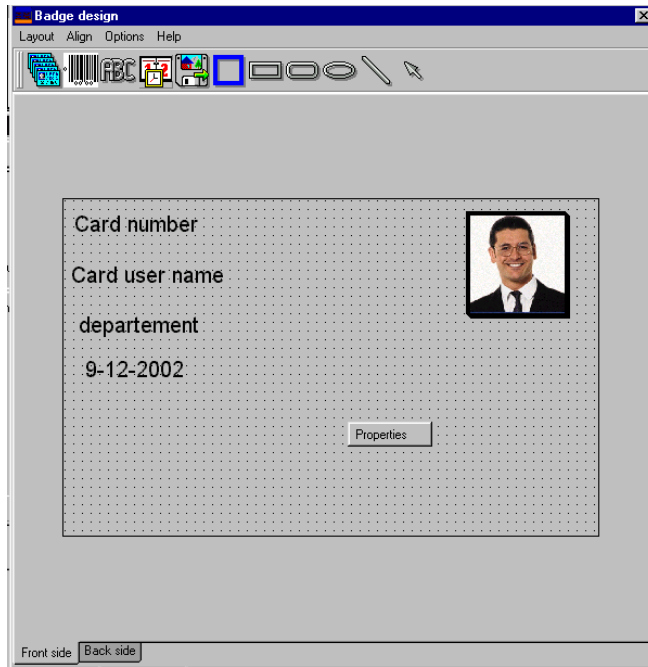 Badge design
Layout Align Options Help
ABC
Card number
Card user name
departement
9-12-2002
Properties
Front side Back side